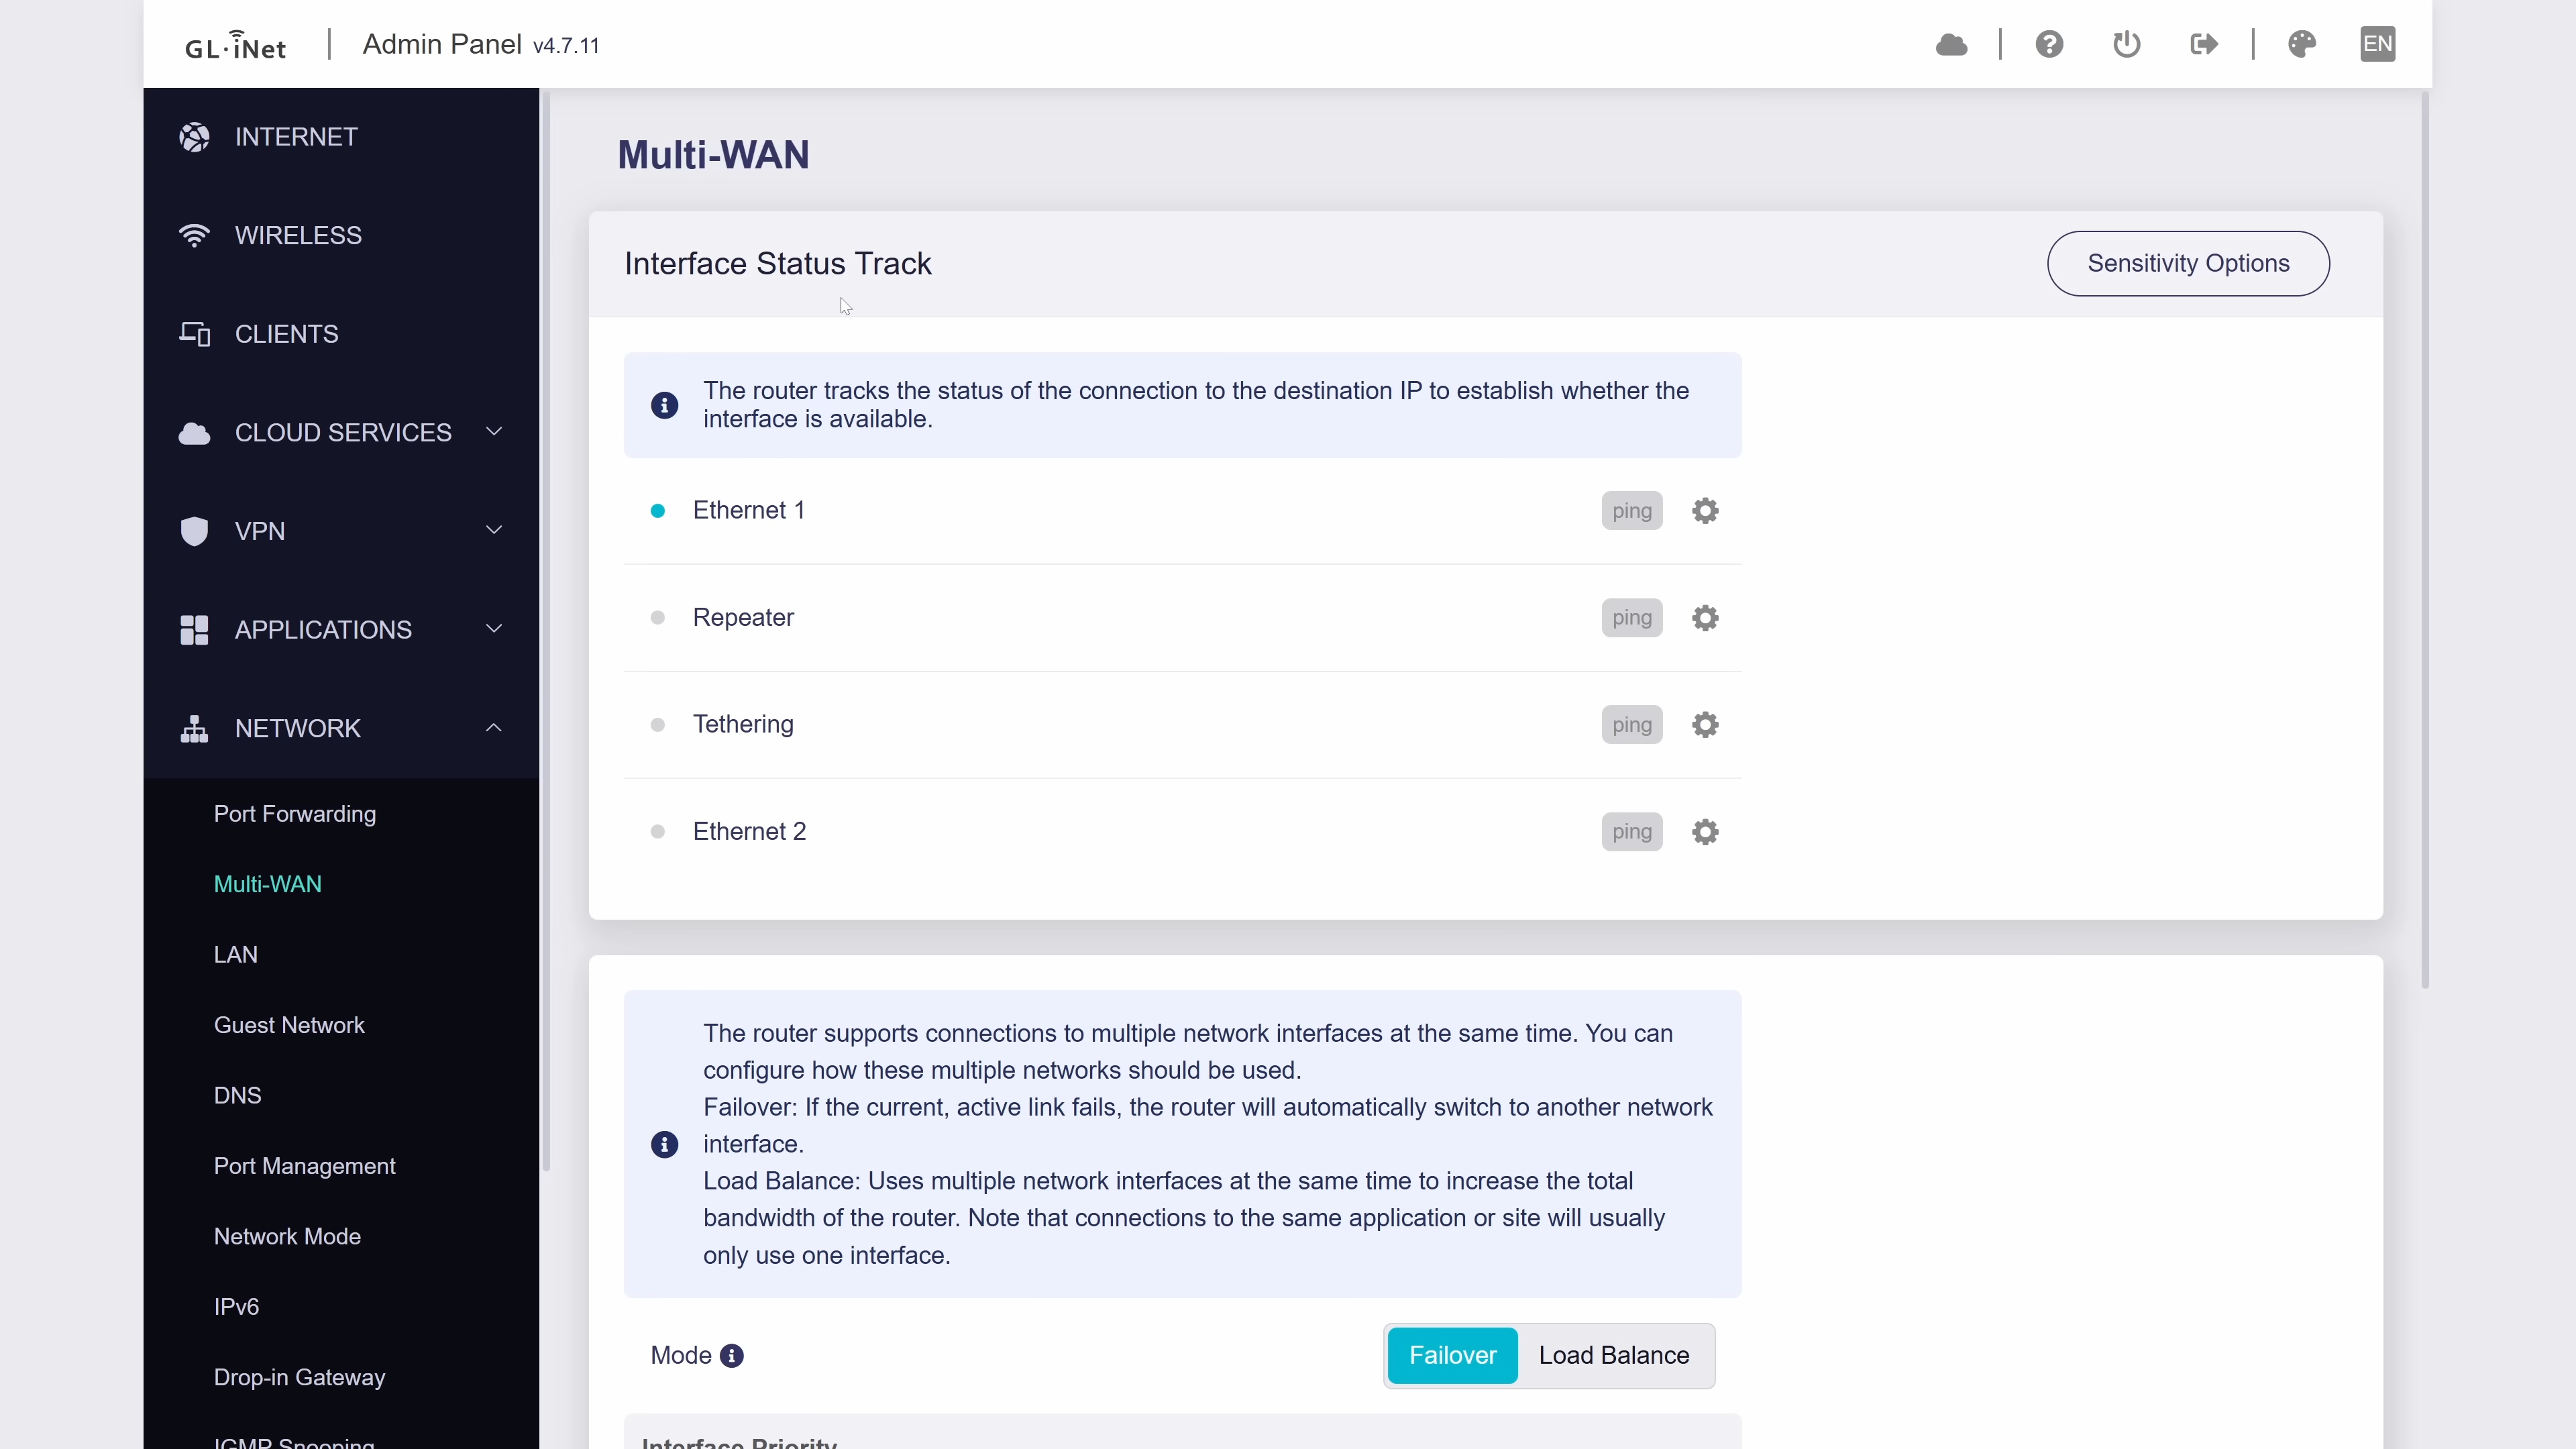 GL·iNet
Admin Panel v4.7.11
EN
INTERNET
WIRELESS
CLIENTS
CLOUD SERVICES
VPN
APPLICATIONS
NETWORK
Port Forwarding
Multi-WAN
LAN
Guest Network
DNS
Port Management
Network Mode
IPv6
Drop-in Gateway
IGMP Snooping
Multi-WAN
Interface Status Track
Sensitivity Options
The router tracks the status of the connection to the destination IP to establish whether the
interface is available.
Ethernet 1
ping
Repeater
ping
Tethering
ping
Ethernet 2
ping
The router supports connections to multiple network interfaces at the same time. You can
configure how these multiple networks should be used.
Failover: If the current, active link fails, the router will automatically switch to another network
interface.
Load Balance: Uses multiple network interfaces at the same time to increase the total
bandwidth of the router. Note that connections to the same application or site will usually
only use one interface.
Mode
Failover
Load Balance
Interface Priority